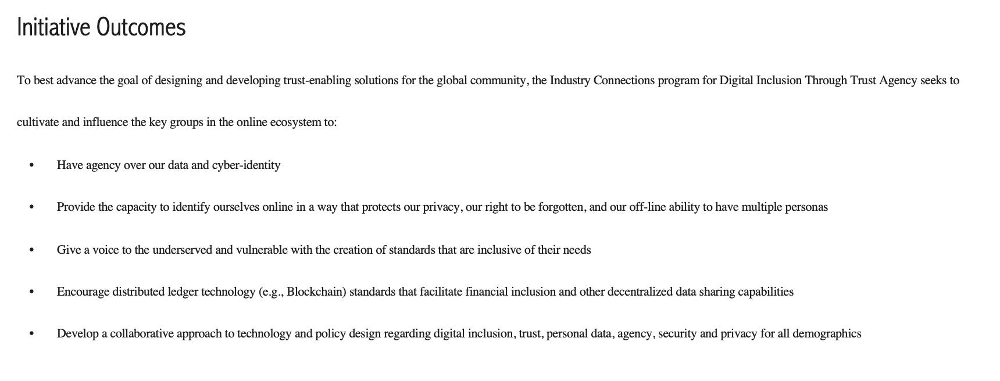 Initiative Outcomes
To best advance the goal of designing and developing trust-enabling solutions for the global community, the Industry Connections program for Digital Inclusion Through Trust Agency seeks to
cultivate and influence the key groups in the online ecosystem to:
• Have agency over our data and cyber-identity
• Provide the capacity to identify ourselves online in a way that protects our privacy, our right to be forgotten, and our off-line ability to have multiple personas
• Give a voice to the underserved and vulnerable with the creation of standards that are inclusive of their needs
• Encourage distributed ledger technology (e.g., Blockchain) standards that facilitate financial inclusion and other decentralized data sharing capabilities
• Develop a collaborative approach to technology and policy design regarding digital inclusion, trust, personal data, agency, security and privacy for all demographics